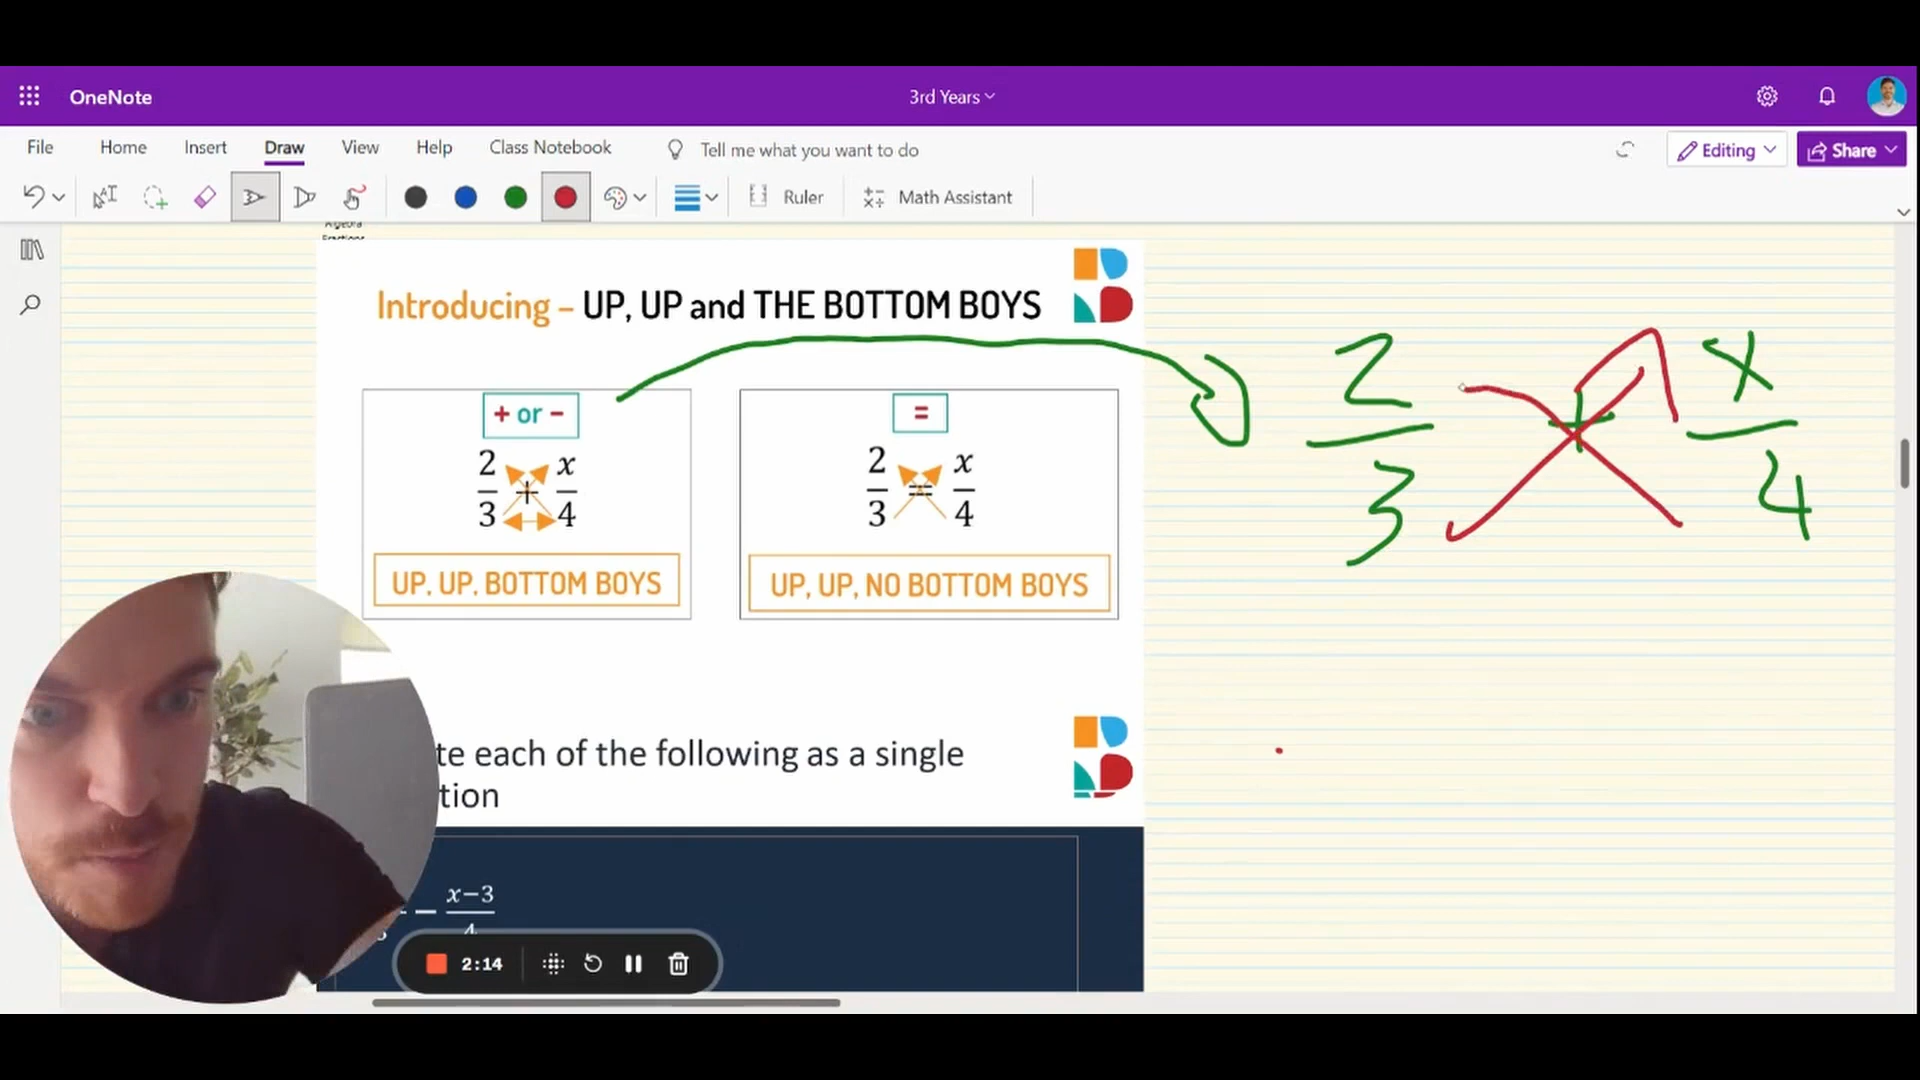 OneNote
3rd Years
File Home Insert Draw View Help Class Notebook Tell me what you want to do
Editing Share
Ruler Math Assistant
Algebra
Fractions
Introducing – UP, UP and THE BOTTOM BOYS
+ or -
=
2/3 + x/4
2/3 = x/4
UP, UP, BOTTOM BOYS
UP, UP, NO BOTTOM BOYS
2/3 + x/4
te each of the following as a single
tion
– x–3/4
2:14